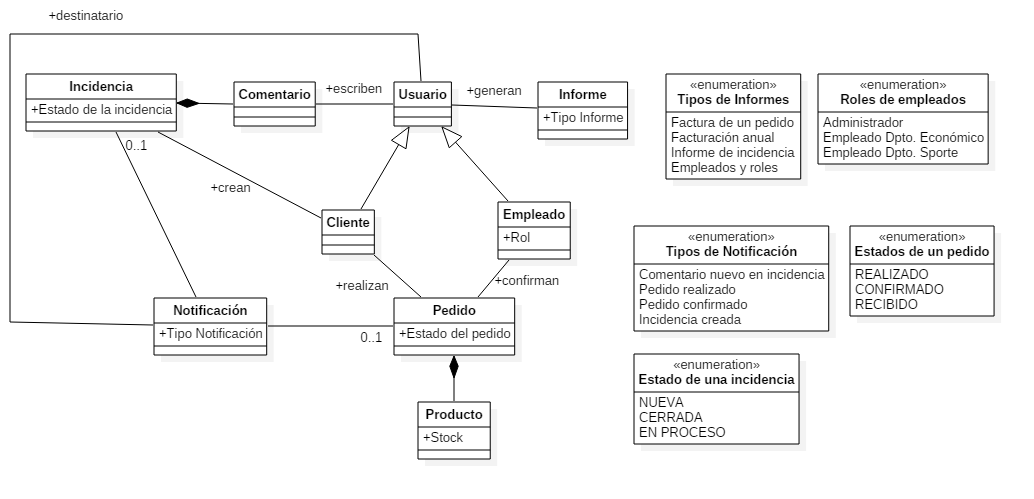 +destinatario
Incidencia
+Estado de la incidencia
Comentario
+escriben
Usuario
+generan
Informe
+Tipo Informe
«enumeration»
Tipos de Informes
Factura de un pedido
Facturación anual
Informe de incidencia
Empleados y roles
«enumeration»
Roles de empleados
Administrador
Empleado Dpto. Económico
Empleado Dpto. Sporte
0..1
+crean
Cliente
Empleado
+Rol
«enumeration»
Tipos de Notificación
Comentario nuevo en incidencia
Pedido realizado
Pedido confirmado
Incidencia creada
«enumeration»
Estados de un pedido
REALIZADO
CONFIRMADO
RECIBIDO
+realizan
+confirman
Notificación
+Tipo Notificación
0..1
Pedido
+Estado del pedido
«enumeration»
Estado de una incidencia
NUEVA
CERRADA
EN PROCESO
Producto
+Stock